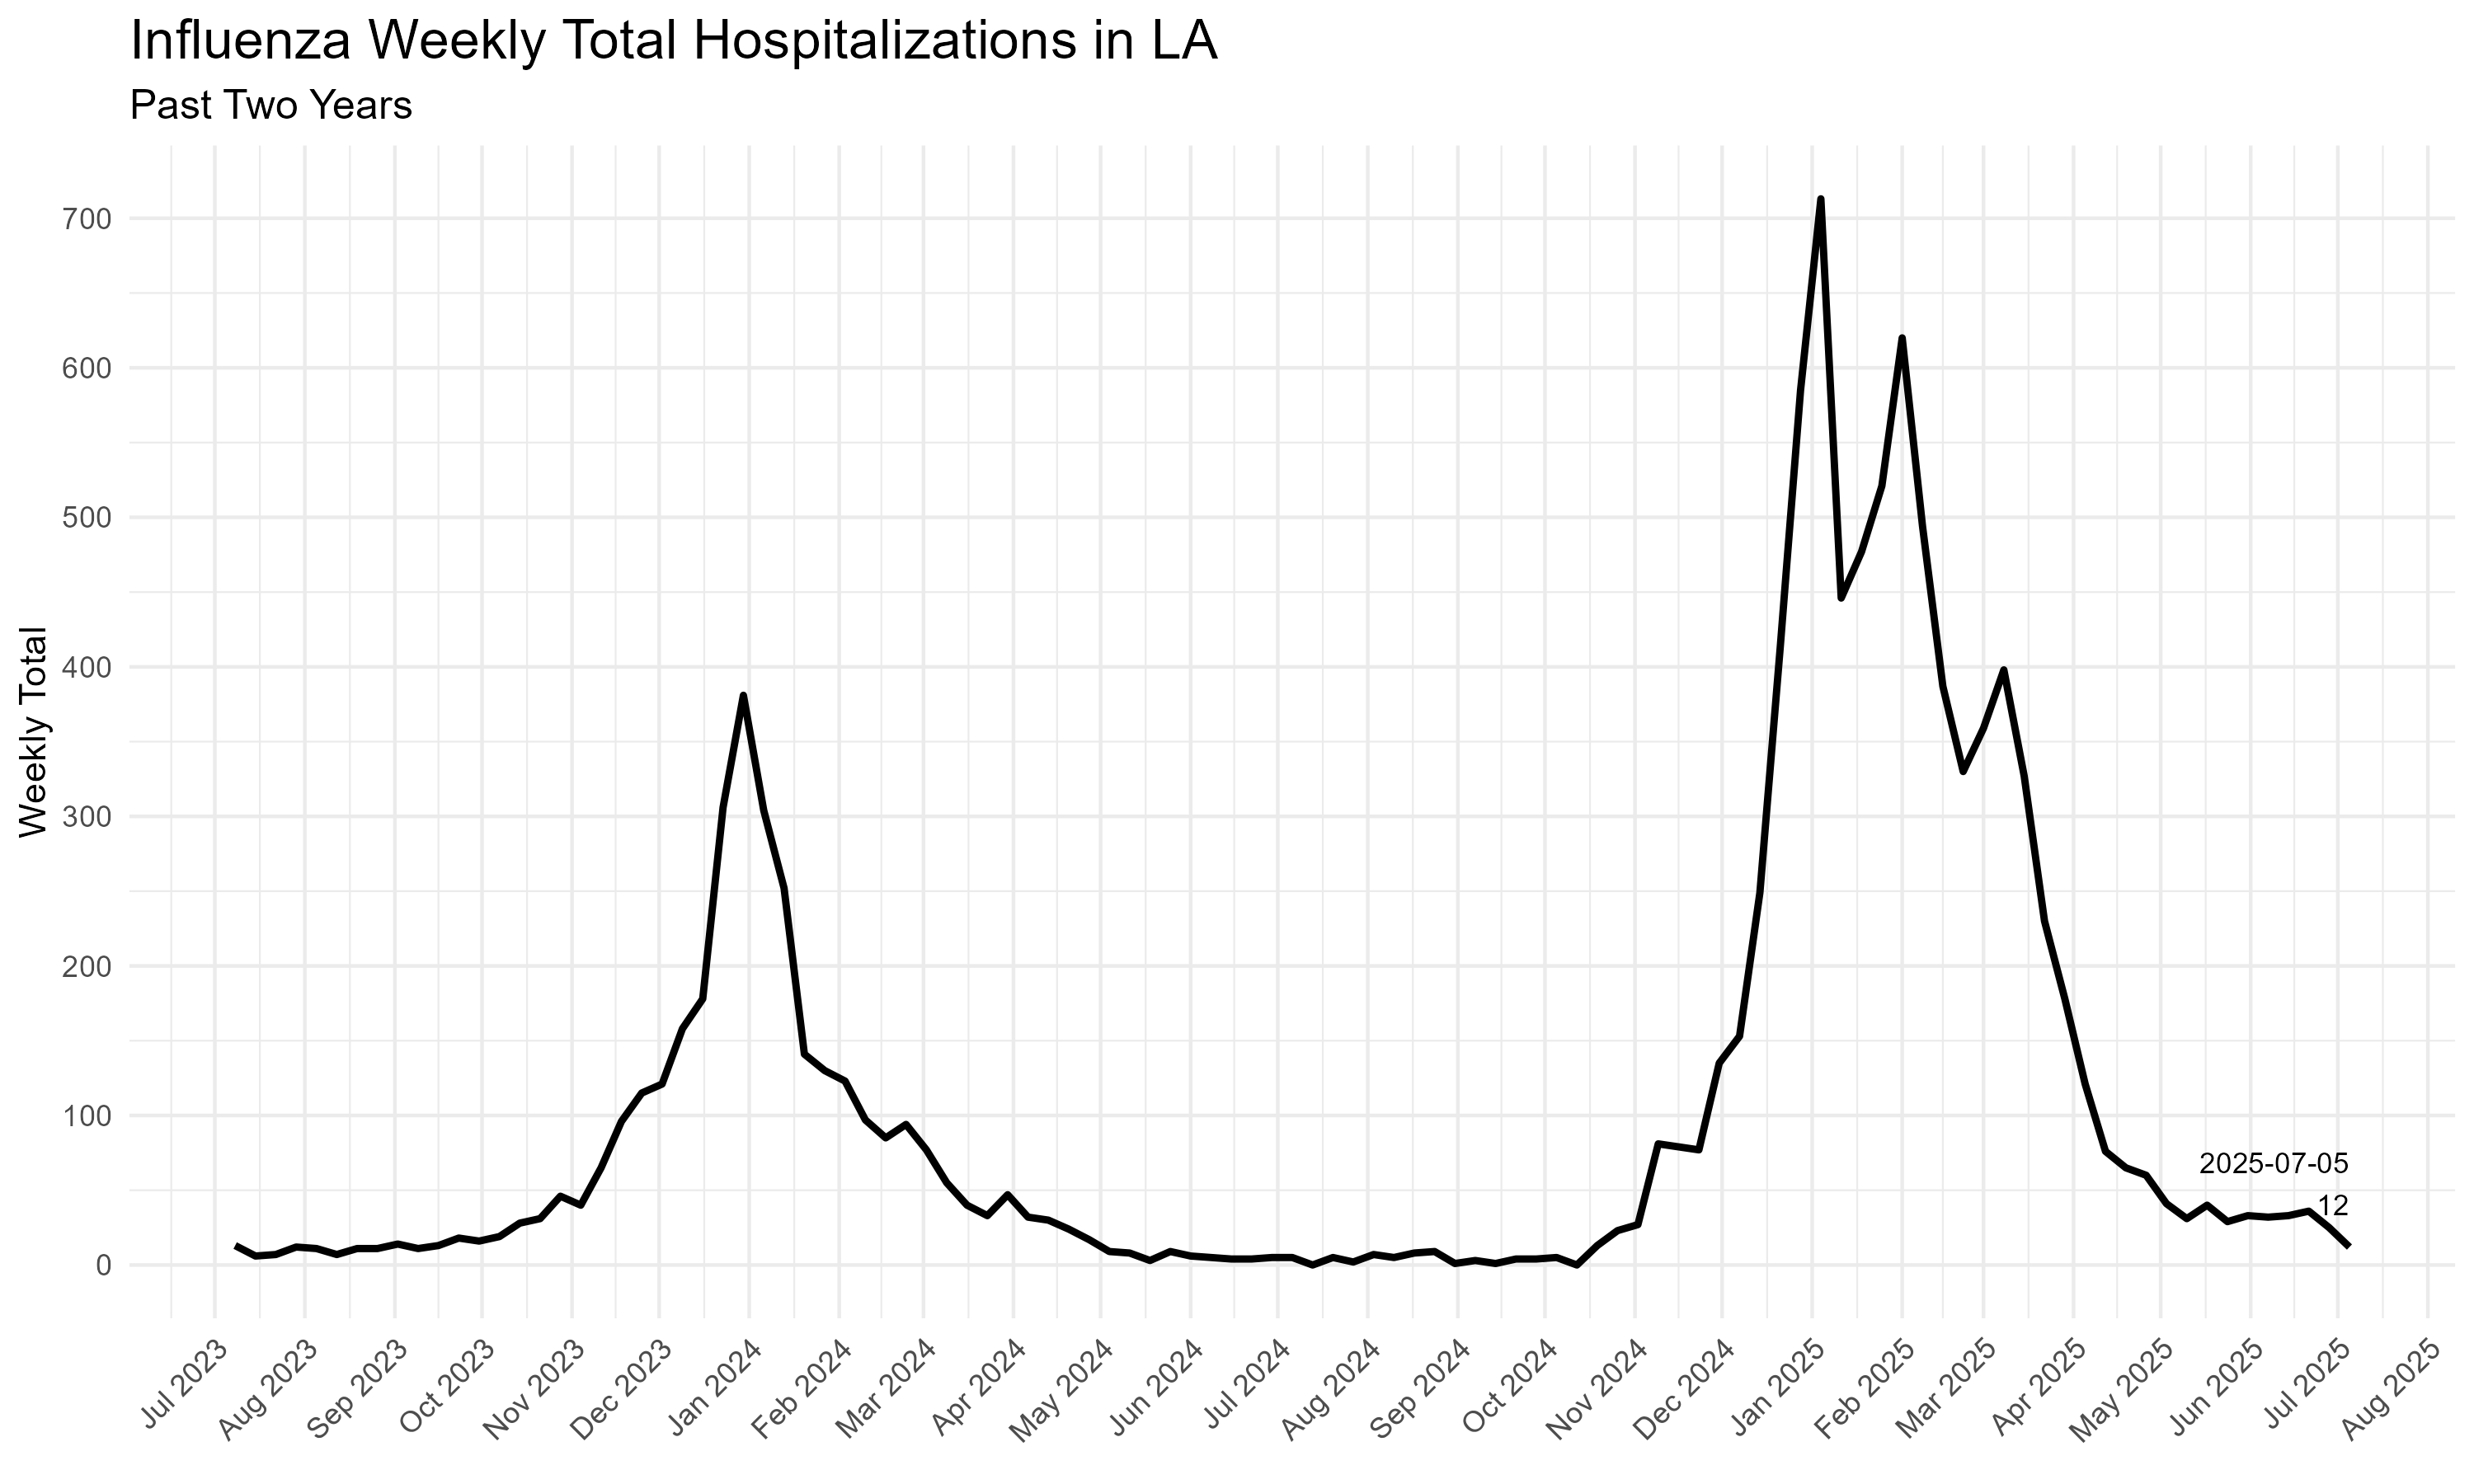 Influenza Weekly Total Hospitalizations in LA
Past Two Years
Weekly Total
700
600
500
400
300
200
100
0
2025-07-05
12
Jul 2023
Aug 2023
Sep 2023
Oct 2023
Nov 2023
Dec 2023
Jan 2024
Feb 2024
Mar 2024
Apr 2024
May 2024
Jun 2024
Jul 2024
Aug 2024
Sep 2024
Oct 2024
Nov 2024
Dec 2024
Jan 2025
Feb 2025
Mar 2025
Apr 2025
May 2025
Jun 2025
Jul 2025
Aug 2025